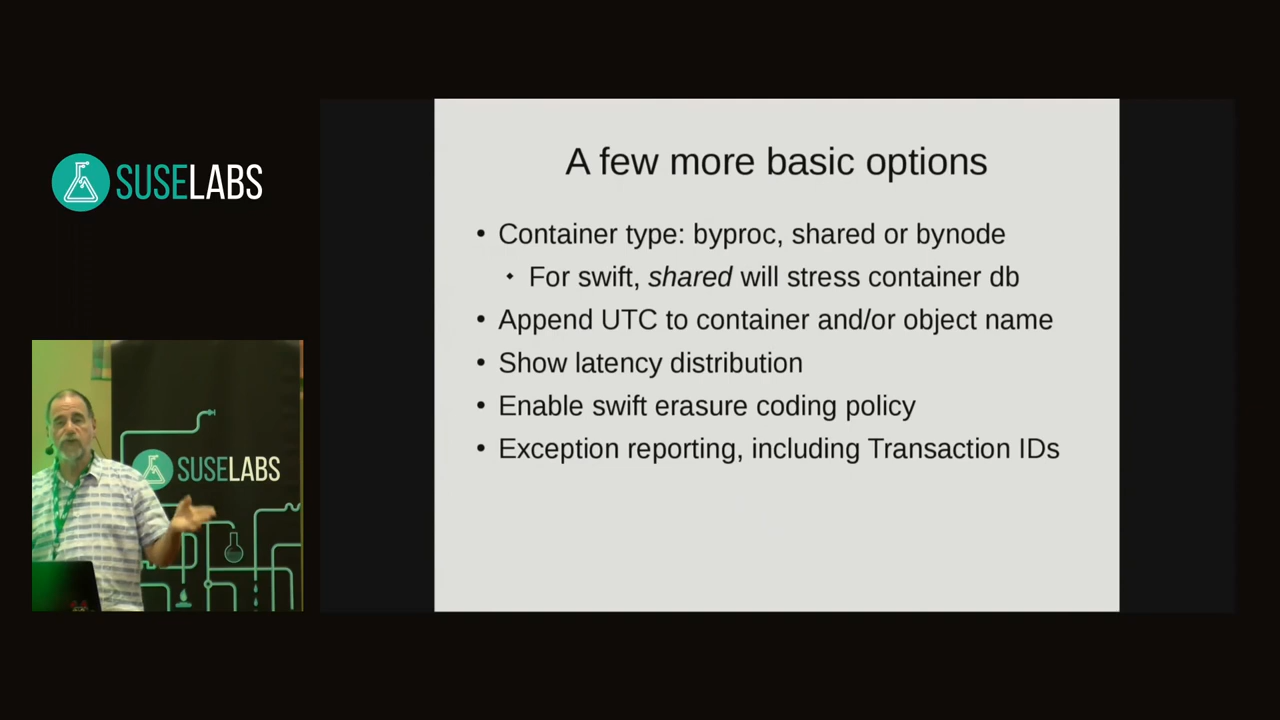 SUSELABS
A few more basic options
• Container type: byproc, shared or bynode
• For swift, shared will stress container db
• Append UTC to container and/or object name
• Show latency distribution
• Enable swift erasure coding policy
• Exception reporting, including Transaction IDs
SUSELABS